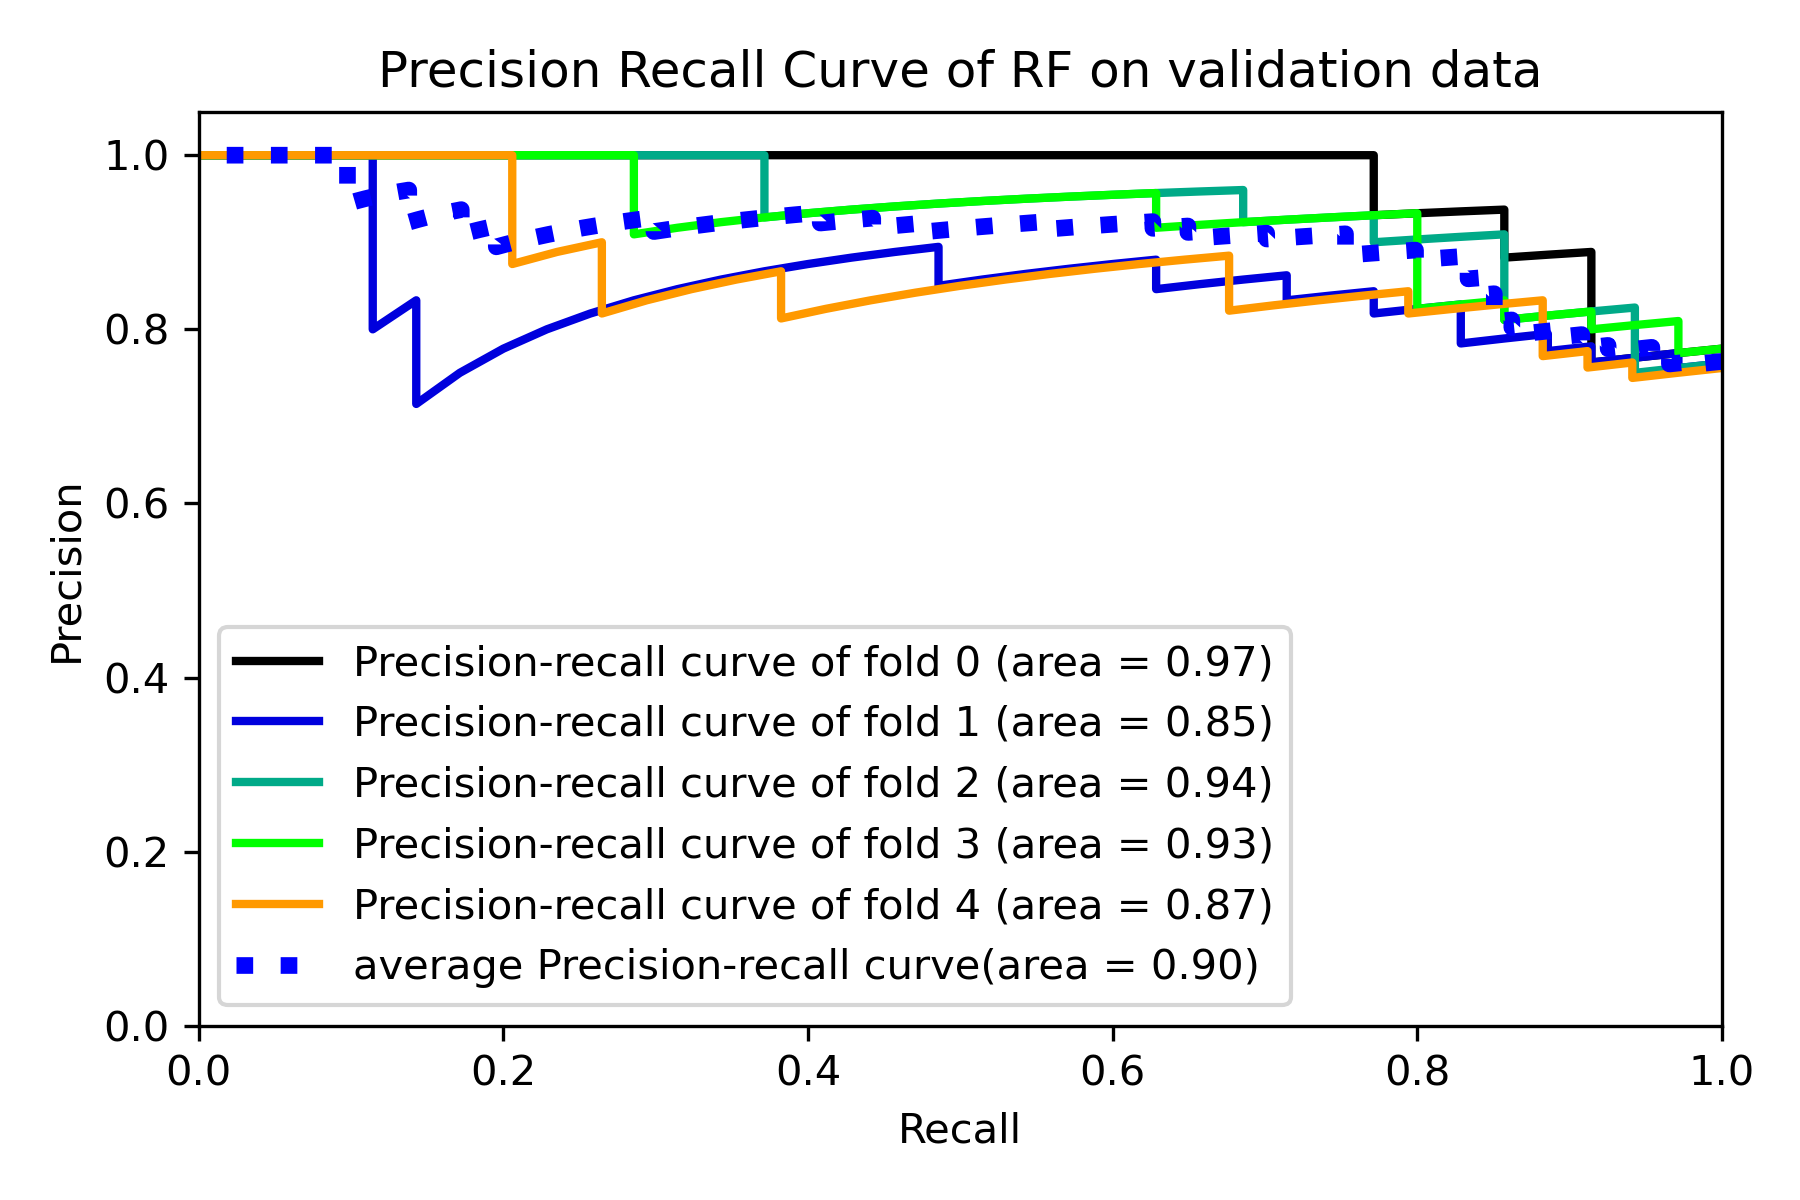 Precision Recall Curve of RF on validation data
1.0
0.8
0.6
0.4
0.2
0.0
Precision
Precision-recall curve of fold 0 (area = 0.97)
Precision-recall curve of fold 1 (area = 0.85)
Precision-recall curve of fold 2 (area = 0.94)
Precision-recall curve of fold 3 (area = 0.93)
Precision-recall curve of fold 4 (area = 0.87)
average Precision-recall curve(area = 0.90)
0.0 0.2 0.4 0.6 0.8 1.0
Recall